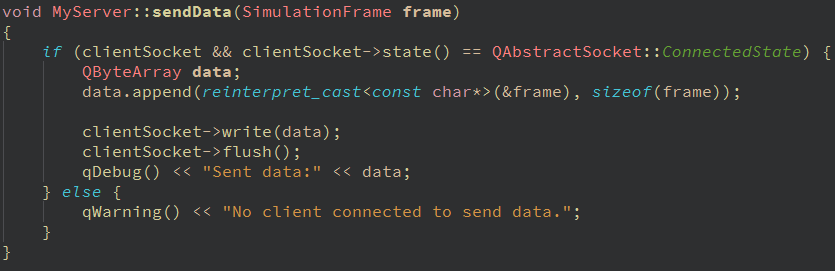 void MyServer::sendData(SimulationFrame frame)
{
    if (clientSocket && clientSocket->state() == QAbstractSocket::ConnectedState) {
        QByteArray data;
        data.append(reinterpret_cast<const char*>(&frame), sizeof(frame));

        clientSocket->write(data);
        clientSocket->flush();
        qDebug() << "Sent data:" << data;
    } else {
        qWarning() << "No client connected to send data.";
    }
}